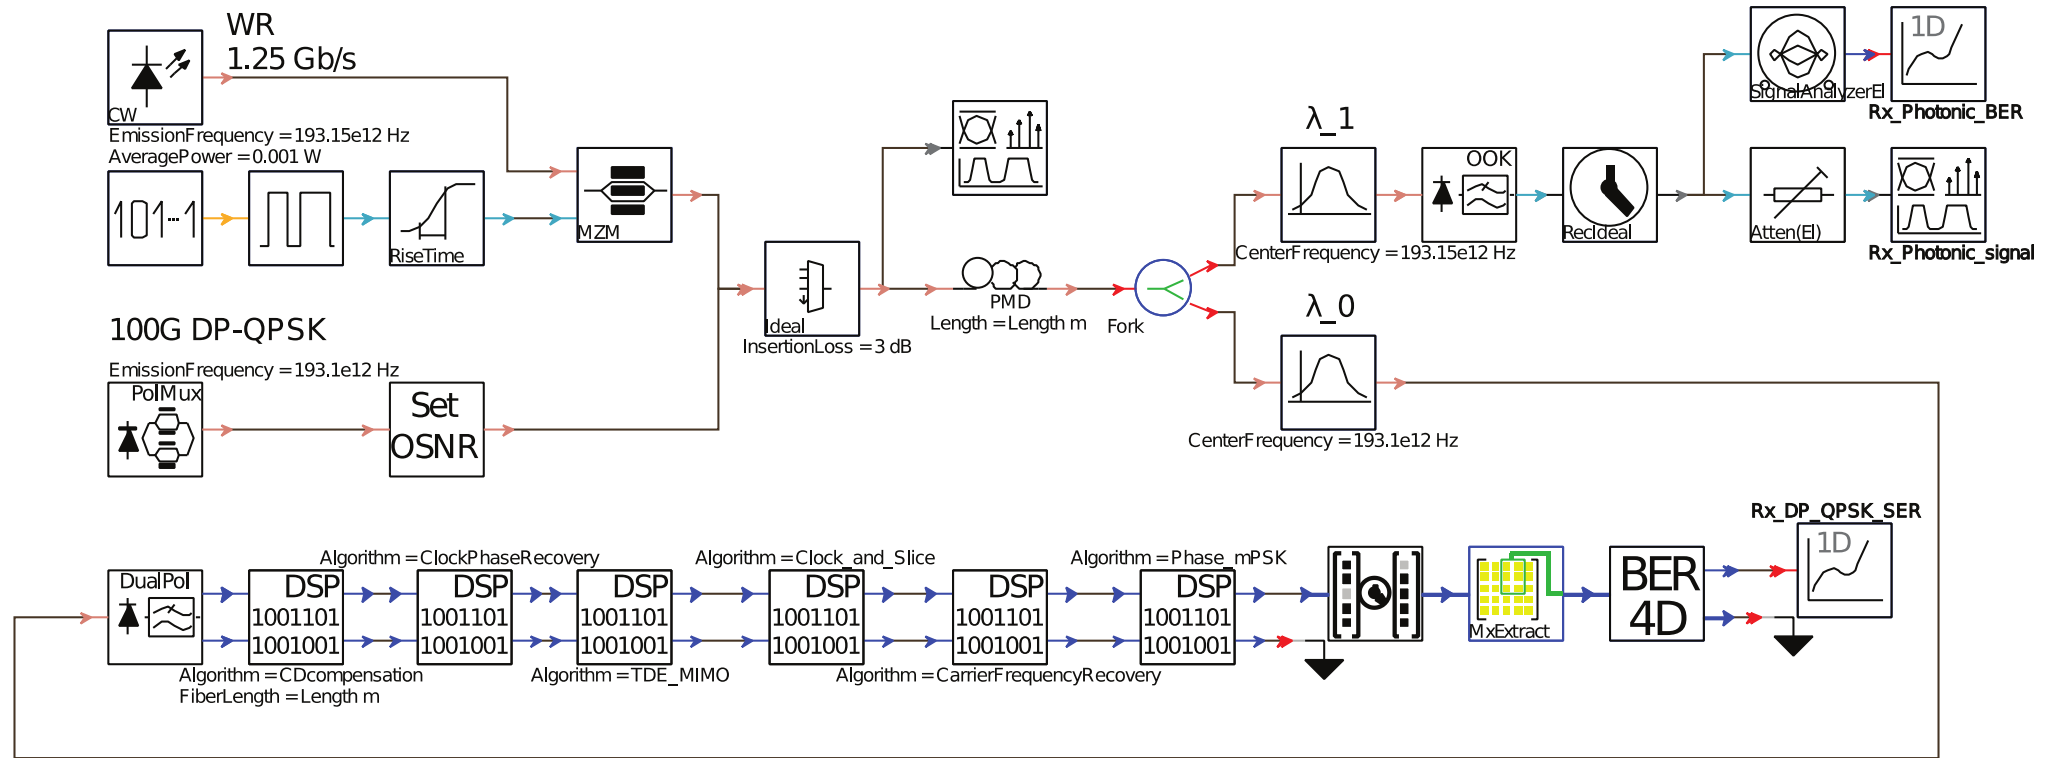 WR
1.25 Gb/s
CW
EmissionFrequency = 193.15e12 Hz
AveragePower = 0.001 W
RiseTime
MZM
100G DP-QPSK
EmissionFrequency = 193.1e12 Hz
PolMux
Set
OSNR
Ideal
InsertionLoss = 3 dB
PMD
Length = Length m
Fork
λ_1
CenterFrequency = 193.15e12 Hz
OOK
RecIdeal
SignalAnalyzerEl
1D
Rx_Photonic_BER
Atten(El)
Rx_Photonic_signal
λ_0
CenterFrequency = 193.1e12 Hz
DualPol
DSP
1001101
1001001
Algorithm = CDcompensation
FiberLength = Length m
Algorithm = ClockPhaseRecovery
DSP
1001101
1001001
DSP
1001101
1001001
Algorithm = TDE_MIMO
Algorithm = Clock_and_Slice
DSP
1001101
1001001
DSP
1001101
1001001
Algorithm = CarrierFrequencyRecovery
Algorithm = Phase_mPSK
DSP
1001101
1001001
MxExtract
BER
4D
Rx_DP_QPSK_SER
1D